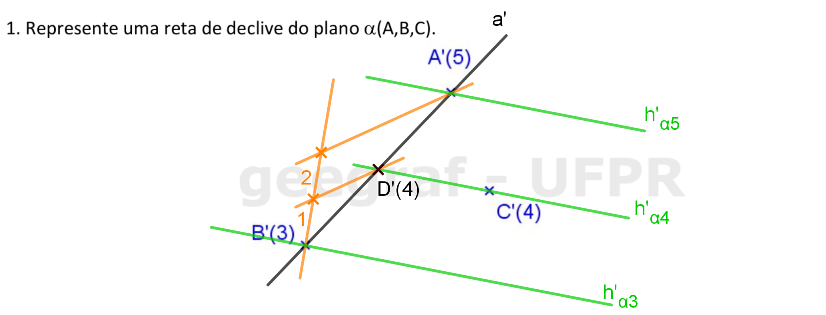 1. Represente uma reta de declive do plano α(A,B,C).
a'
A'(5)
h'α5
2
geegraf - UFPR
D'(4)
C'(4)
h'α4
1
B'(3)
h'α3